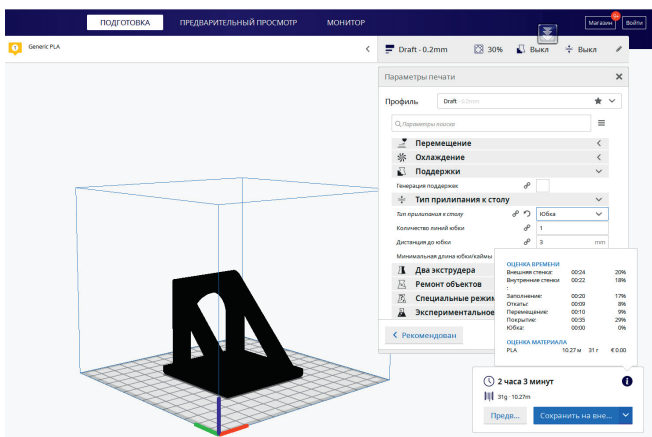 ПОДГОТОВКА ПРЕДВАРИТЕЛЬНЫЙ ПРОСМОТР МОНИТОР Магазин Войти
1 Generic PLA
Draft - 0.2mm 30% Выкл Выкл
Параметры печати
Профиль Draft - 0.2mm
Параметры поиска
Перемещение
Охлаждение
Поддержки
Генерация поддержек
Тип прилипания к столу
Тип прилипания к столу Юбка
Количество линий юбки 1
Дистанция до юбки 3 mm
Минимальная длина юбки/каймы
Два экструдера
Ремонт объектов
Специальные режим
Экспериментальное
Рекомендован
ОЦЕНКА ВРЕМЕНИ
Внешняя стенка: 00:24 20%
Внутренние стенки 00:22 18%
:
Заполнение: 00:20 17%
Откаты: 00:09 8%
Перемещение: 00:10 9%
Покрытие: 00:35 29%
Юбка: 00:00 0%
ОЦЕНКА МАТЕРИАЛА
PLA 10.27 м 31 г € 0.00
2 часа 3 минут
31g · 10.27m
Предв... Сохранить на вне...